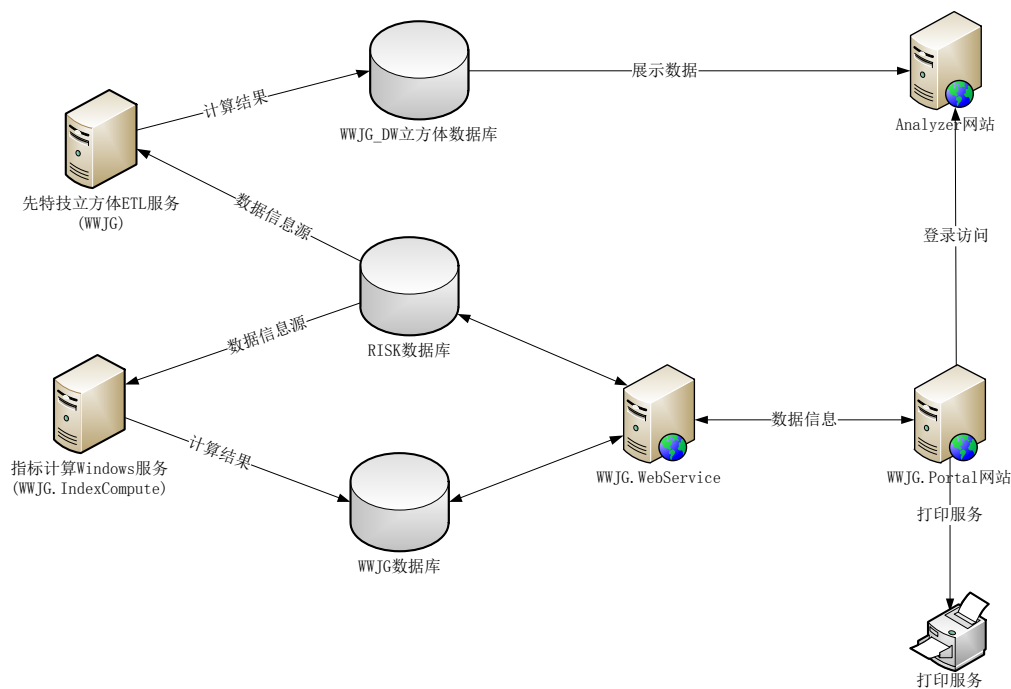 展示数据
计算结果
Analyzer网站
WWJG_DW立方体数据库
先特技立方体ETL服务
(WWJG)
数据信息源
登录访问
数据信息源
RISK数据库
数据信息
指标计算Windows服务
(WWJG.IndexCompute)
计算结果
WWJG.WebService
WWJG.Portal网站
打印服务
WWJG数据库
打印服务